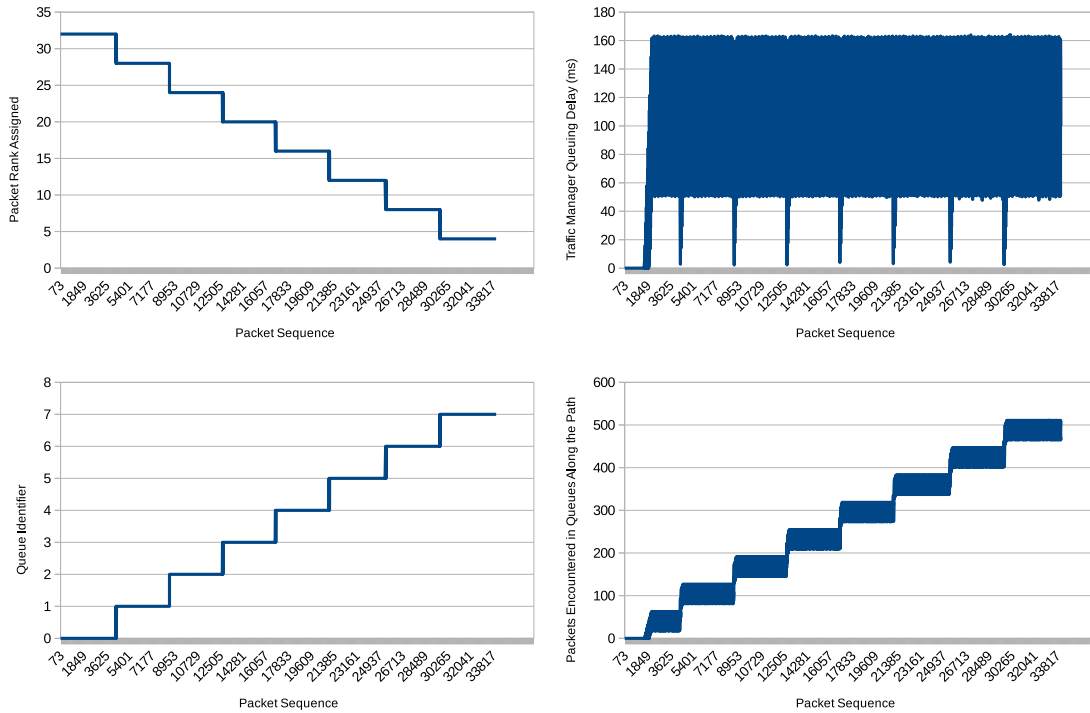 Packet Rank Assigned
35
30
25
20
15
10
5
0
73 1849 3625 5401 7177 8953 10729 12505 14281 16057 17833 19609 21385 23161 24937 26713 28489 30265 32041 33817
Packet Sequence
Traffic Manager Queuing Delay (ms)
180
160
140
120
100
80
60
40
20
0
73 1849 3625 5401 7177 8953 10729 12505 14281 16057 17833 19609 21385 23161 24937 26713 28489 30265 32041 33817
Packet Sequence
Queue Identifier
8
7
6
5
4
3
2
1
0
73 1849 3625 5401 7177 8953 10729 12505 14281 16057 17833 19609 21385 23161 24937 26713 28489 30265 32041 33817
Packet Sequence
Packets Encountered in Queues Along the Path
600
500
400
300
200
100
0
73 1849 3625 5401 7177 8953 10729 12505 14281 16057 17833 19609 21385 23161 24937 26713 28489 30265 32041 33817
Packet Sequence